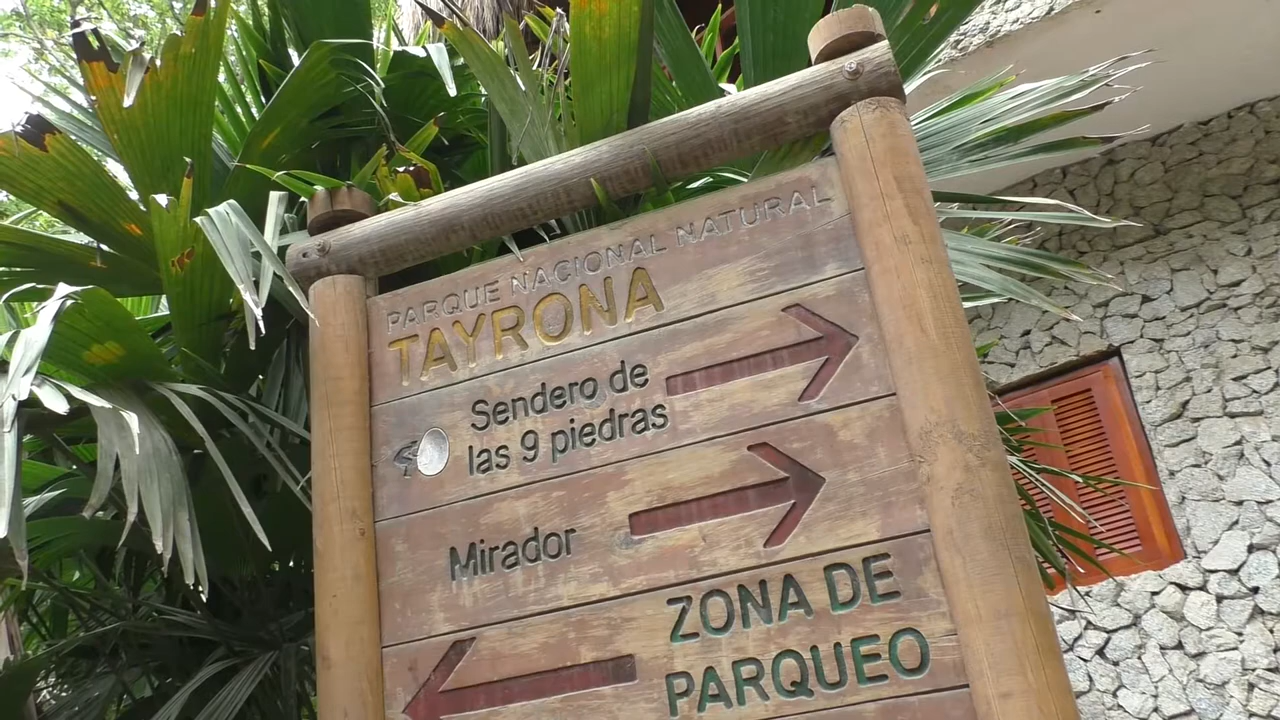 PARQUE NACIONAL NATURAL
TAYRONA
Sendero de
las 9 piedras
Mirador
ZONA DE
PARQUEO